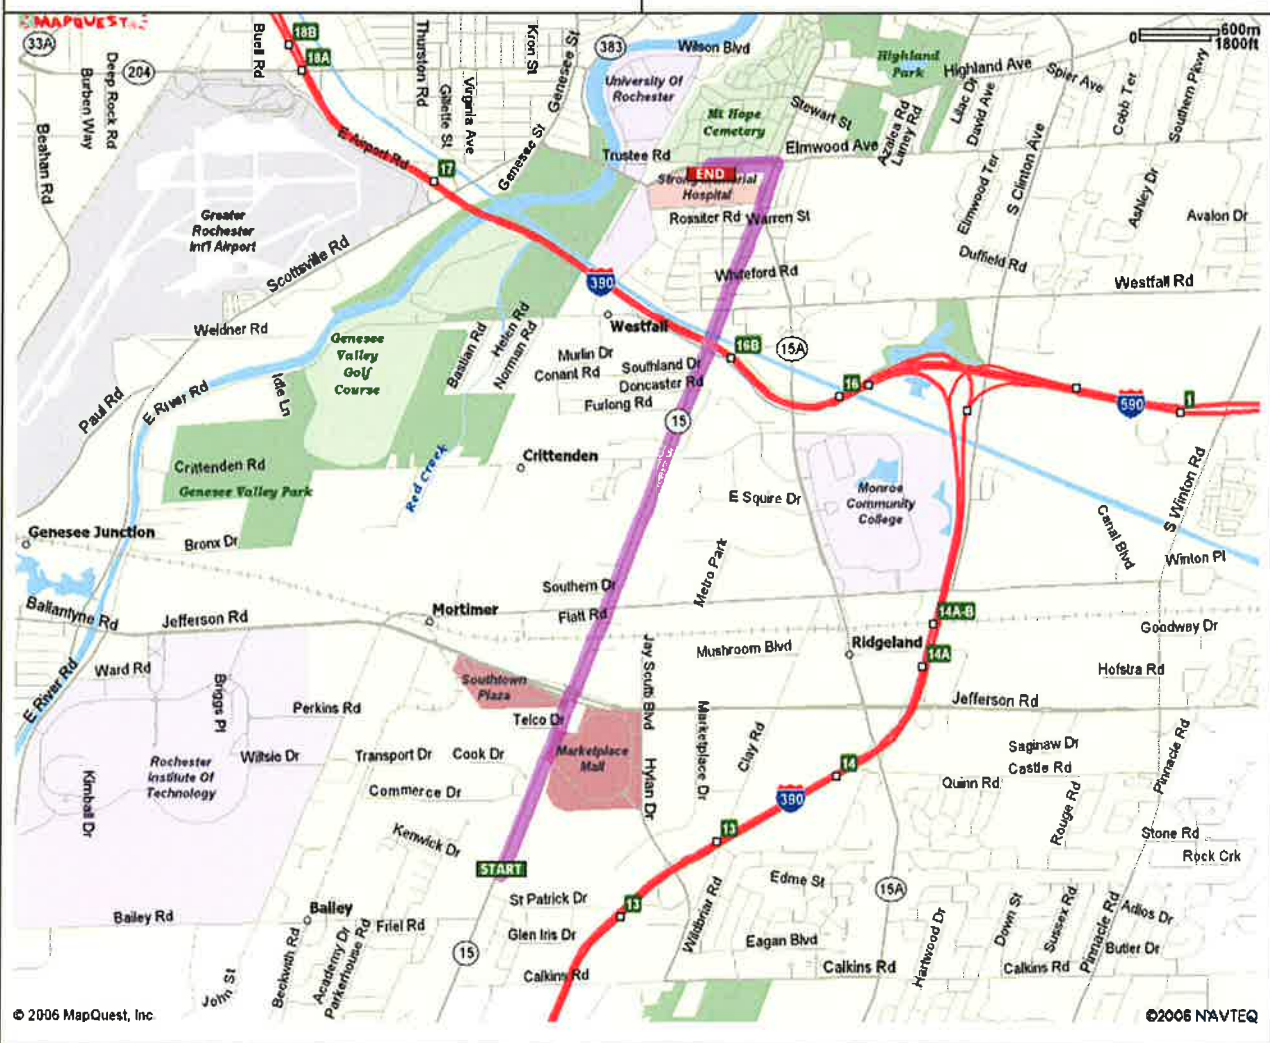 MAPQUEST
33A
204
18B
18A
Buell Rd
Thurston Rd
Kron St
Genesee St
383
Wilson Blvd
Highland
Park
Highland Ave
Spier Ave
600m
1800ft
0
Deep Rock Rd
Burben Way
Beahan Rd
Gillette St
Virginia Ave
University Of
Rochester
Mt Hope
Cemetery
Stewart St
Azalea Rd
Laney Rd
Lilac Dr
David Ave
Cobb Ter
Southern Pkwy
E Airport Rd
17
Genesee St
Trustee Rd
Elmwood Ave
END
Strong Memorial
Hospital
Rossiter Rd
Warren St
Elmwood Ter
S Clinton Ave
Ashley Dr
Avalon Dr
Greater
Rochester
Int'l Airport
Scottsville Rd
390
Whiteford Rd
Duffield Rd
Westfall Rd
Weidner Rd
Westfall
Genesee
Valley
Golf
Course
Bastian Rd
Helen Rd
Norman Rd
Murlin Dr
Conant Rd
Southland Dr
Doncaster Rd
Furlong Rd
16B
15A
16
590
1
Paul Rd
E River Rd
Idle Ln
15
Crittenden Rd
Genesee Valley Park
Red Creek
Crittenden
E Squire Dr
Monroe
Community
College
S Winton Rd
Canal Blvd
Winton Pl
Genesee Junction
Bronx Dr
Metro Park
Southern Dr
Flatt Rd
Ballantyne Rd
Jefferson Rd
Mortimer
14A-B
14A
Ridgeland
Goodway Dr
Mushroom Blvd
Hofstra Rd
Jay Scutti Blvd
Ward Rd
E River Rd
Briggs Pl
Southtown
Plaza
Perkins Rd
Telco Dr
Jefferson Rd
Marketplace
Mall
Marketplace Dr
Clay Rd
Hylan Dr
Rochester
Institute Of
Technology
Wiltsie Dr
Transport Dr
Cook Dr
Commerce Dr
Kimball Dr
Saginaw Dr
Castle Rd
Quinn Rd
Rouge Rd
Pinnacle Rd
14
390
13
Kenwick Dr
START
Stone Rd
Rock Crk
St Patrick Dr
13
Edme St
15A
Bailey Rd
Bailey
Friel Rd
Glen Iris Dr
Wildbriar Rd
Eagan Blvd
Hartwood Dr
Down St
Sussex Rd
Pinnacle Rd
Adios Dr
Butler Dr
15
John St
Beckwith Rd
Academy Dr
Parkerhouse Rd
Calkins Rd
Calkins Rd
Calkins Rd
© 2006 MapQuest, Inc
©2006 NAVTEQ